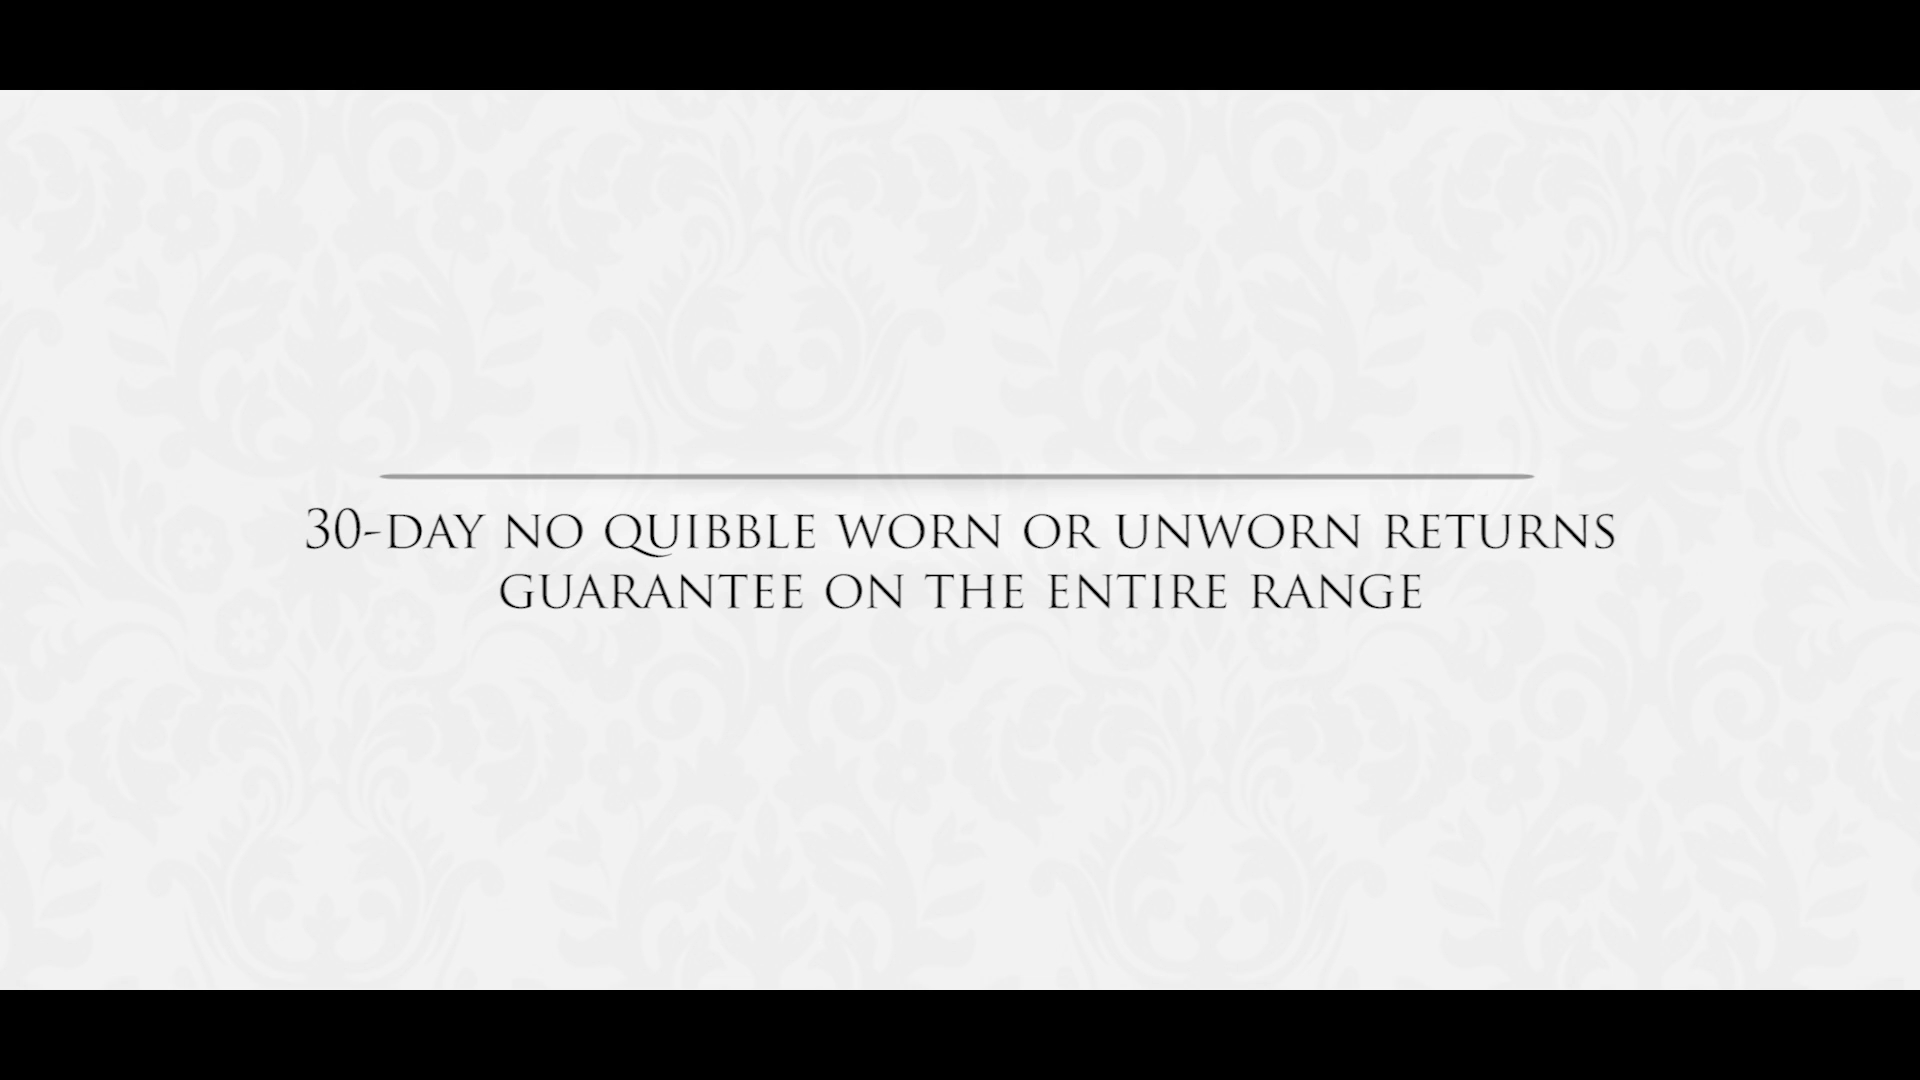 30-DAY NO QUIBBLE WORN OR UNWORN RETURNS
GUARANTEE ON THE ENTIRE RANGE